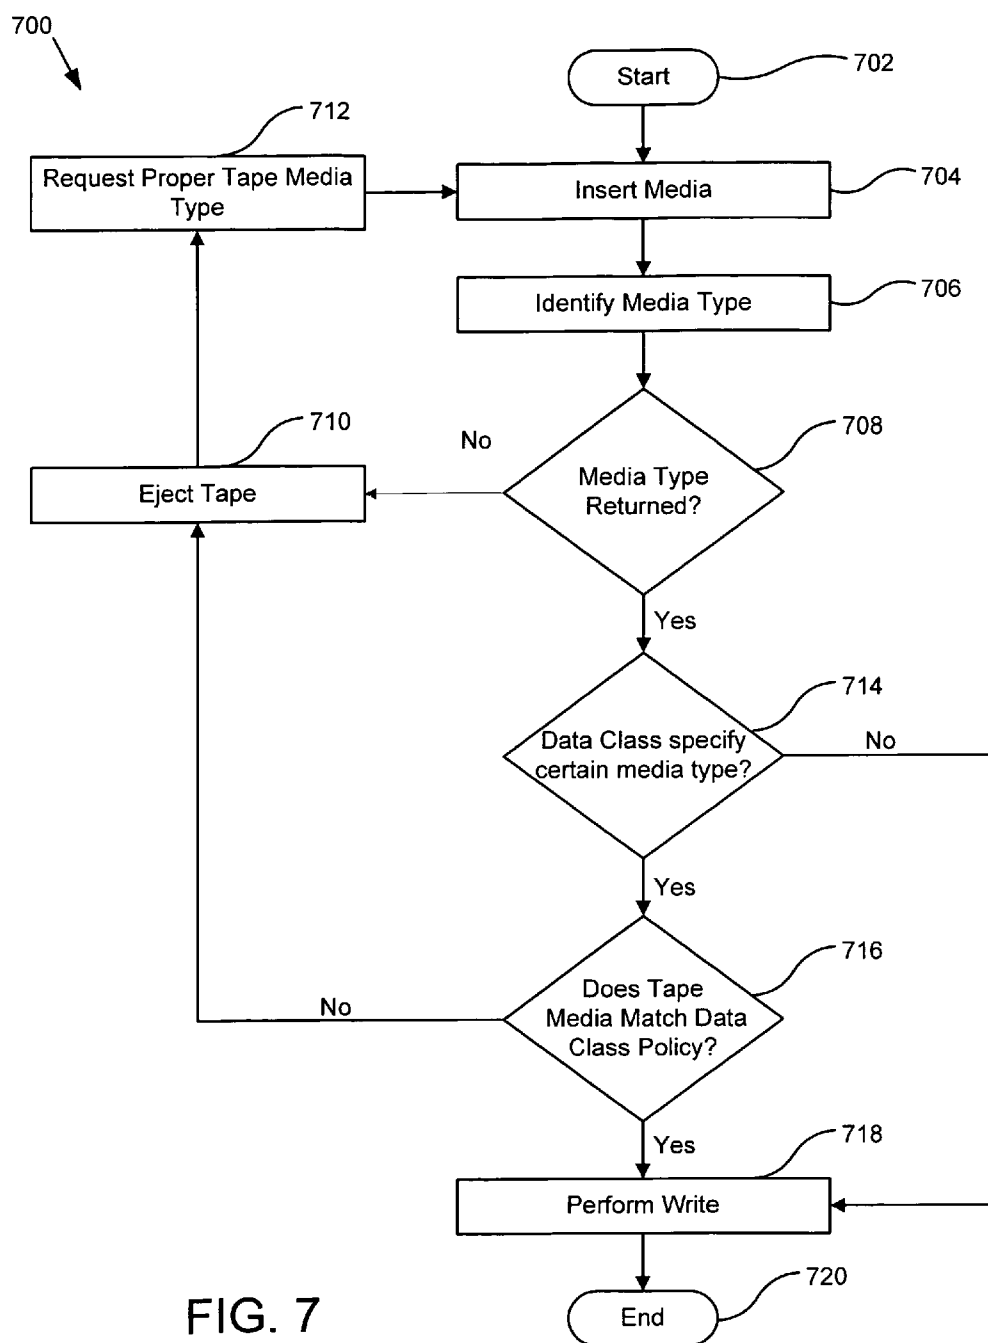 700
Start
702
712
Request Proper Tape Media
Type
Insert Media
704
Identify Media Type
706
710
Eject Tape
No
708
Media Type
Returned?
Yes
714
Data Class specify
certain media type?
No
Yes
716
Does Tape
Media Match Data
Class Policy?
No
Yes
718
Perform Write
720
End
FIG. 7